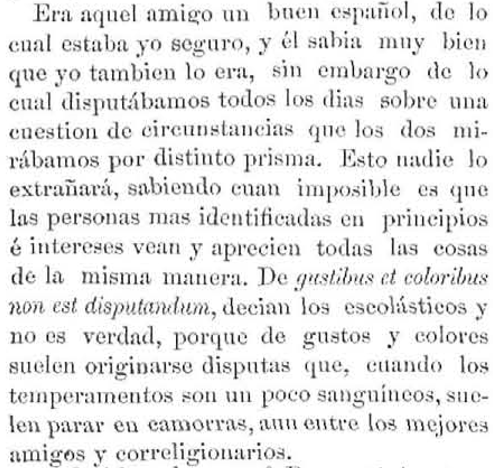 Era aquel amigo un buen español, de lo
cual estaba yo seguro, y él sabia muy bien
que yo tambien lo era, sin embargo de lo
cual disputábamos todos los dias sobre una
cuestion de circunstancias que los dos mi-
rábamos por distinto prisma. Esto nadie lo
extrañará, sabiendo cuan imposible es que
las personas mas identificadas en principios
é intereses vean y aprecien todas las cosas
de la misma manera. De gustibus et coloribus
non est disputandum, decian los escolásticos y
no es verdad, porque de gustos y colores
suelen originarse disputas que, cuando los
temperamentos son un poco sanguíneos, sue-
len parar en camorras, aun entre los mejores
amigos y correligionarios.